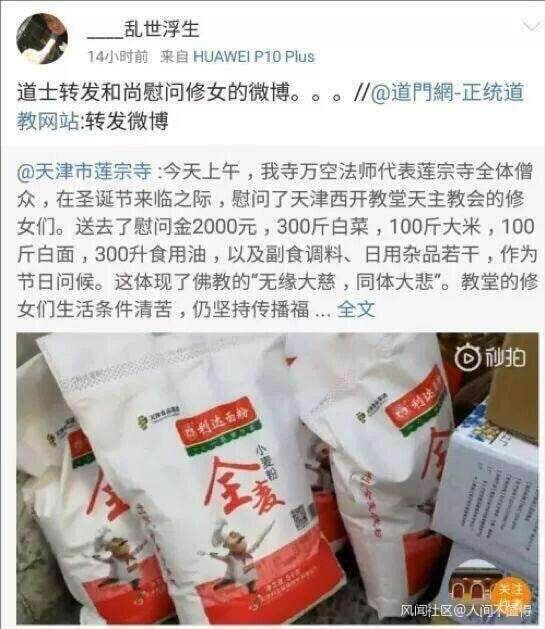 ____乱世浮生
14小时前 来自 HUAWEI P10 Plus
道士转发和尚慰问修女的微博。。。//@道門網-正统道
教网站:转发微博
@天津市莲宗寺:今天上午，我寺万空法师代表莲宗寺全体僧
众，在圣诞节来临之际，慰问了天津西开教堂天主教会的修
女们。送去了慰问金2000元，300斤白菜，100斤大米，100
斤白面，300升食用油，以及副食调料、日用杂品若干，作为
节日问候。这体现了佛教的“无缘大慈，同体大悲”。教堂的修
女们生活条件清苦，仍坚持传播福 ... 全文
秒拍
利达面粉
小麦粉
全麦
利达面粉
关注
风闻社区@人间不值得